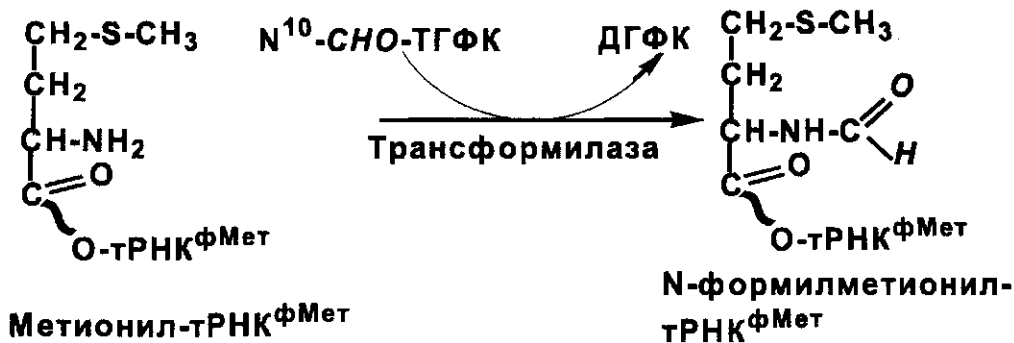 CH₂-S-CH₃
CH₂
CH-NH₂
C O
O-тРНКфМет
Метионил-тРНКфМет
N¹⁰-CHO-ТГФК ДГФК
Трансформилаза
CH₂-S-CH₃
CH₂
CH-NH-C O
H
C O
O-тРНКфМет
N-формилметионил-
тРНКфМет